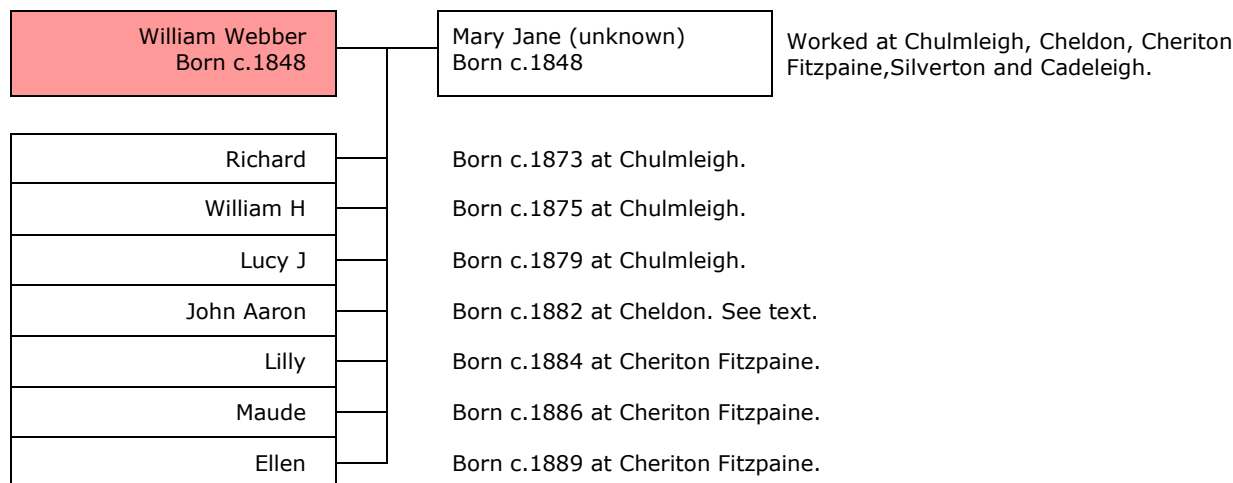 William Webber
Born c.1848
Mary Jane (unknown)
Born c.1848
Worked at Chulmleigh, Cheldon, Cheriton
Fitzpaine,Silverton and Cadeleigh.
Richard
Born c.1873 at Chulmleigh.
William H
Born c.1875 at Chulmleigh.
Lucy J
Born c.1879 at Chulmleigh.
John Aaron
Born c.1882 at Cheldon. See text.
Lilly
Born c.1884 at Cheriton Fitzpaine.
Maude
Born c.1886 at Cheriton Fitzpaine.
Ellen
Born c.1889 at Cheriton Fitzpaine.